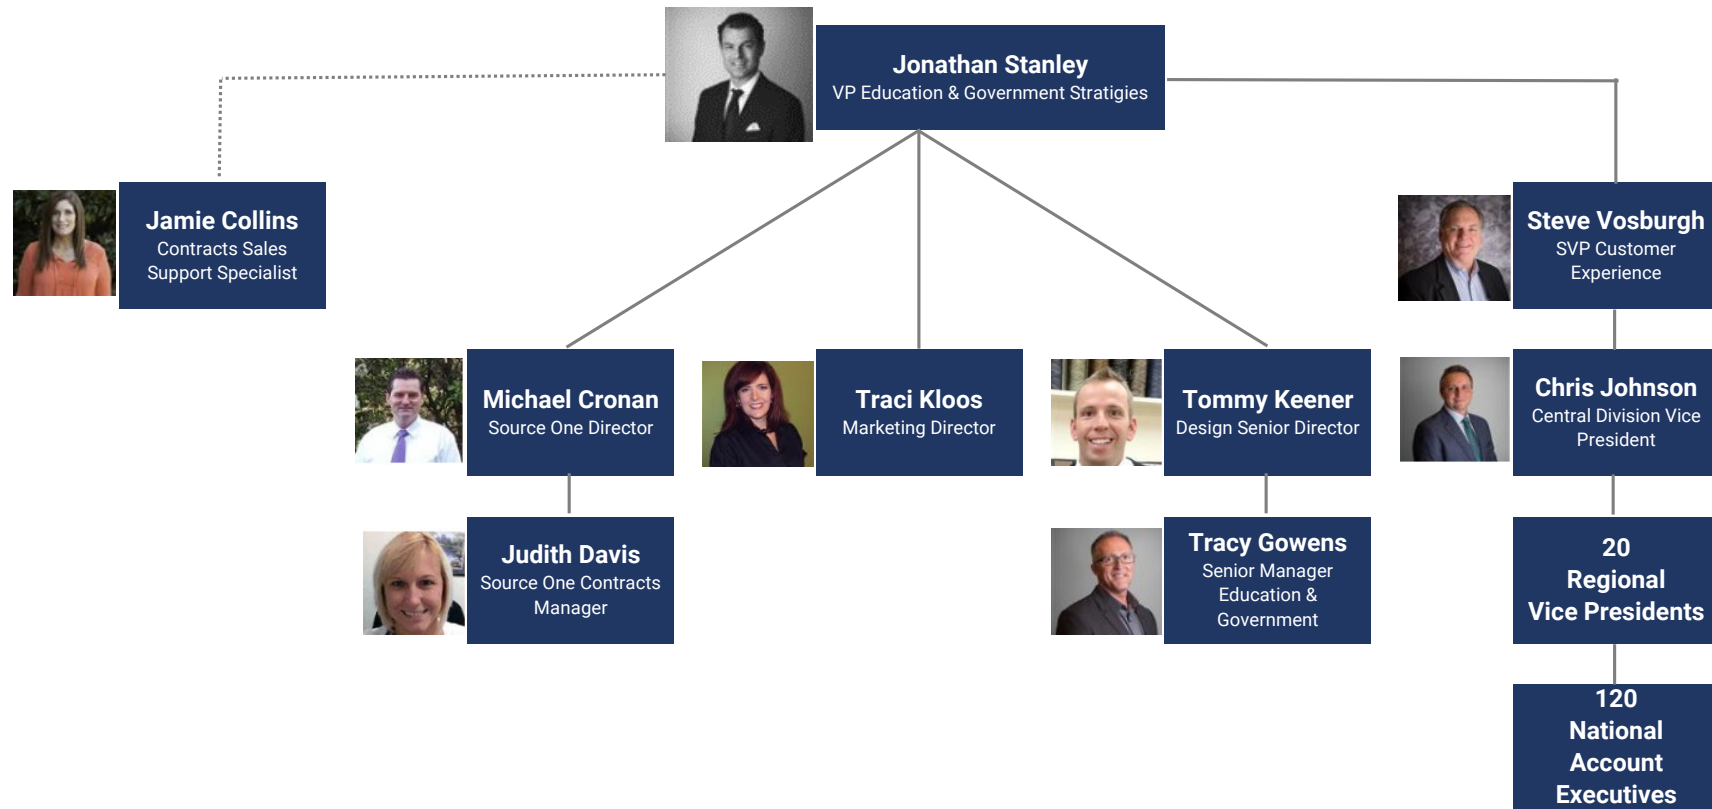 Jonathan Stanley
VP Education & Government Stratigies
Jamie Collins
Contracts Sales
Support Specialist
Steve Vosburgh
SVP Customer
Experience
Michael Cronan
Source One Director
Traci Kloos
Marketing Director
Tommy Keener
Design Senior Director
Chris Johnson
Central Division Vice
President
Judith Davis
Source One Contracts
Manager
Tracy Gowens
Senior Manager
Education &
Government
20
Regional
Vice Presidents
120
National
Account
Executives